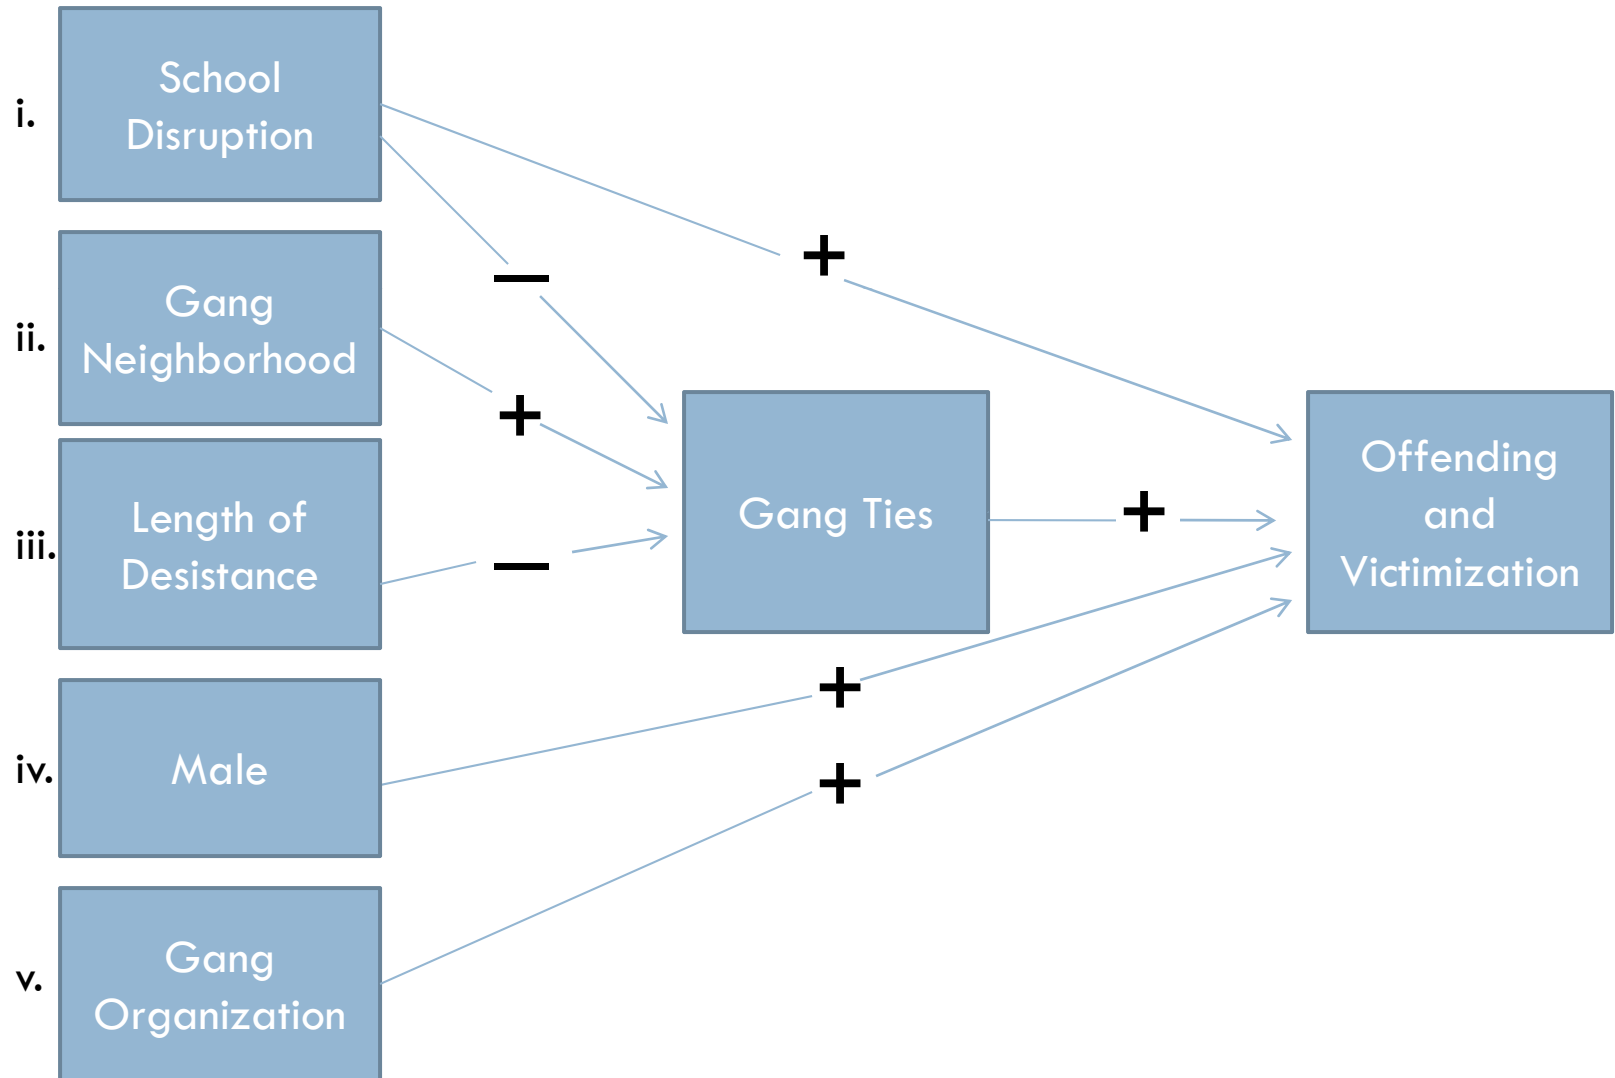 i.
School
Disruption
+
—
ii.
Gang
Neighborhood
+
iii.
Length of
Desistance
—
Gang Ties
+
Offending
and
Victimization
iv.
Male
+
+
v.
Gang
Organization